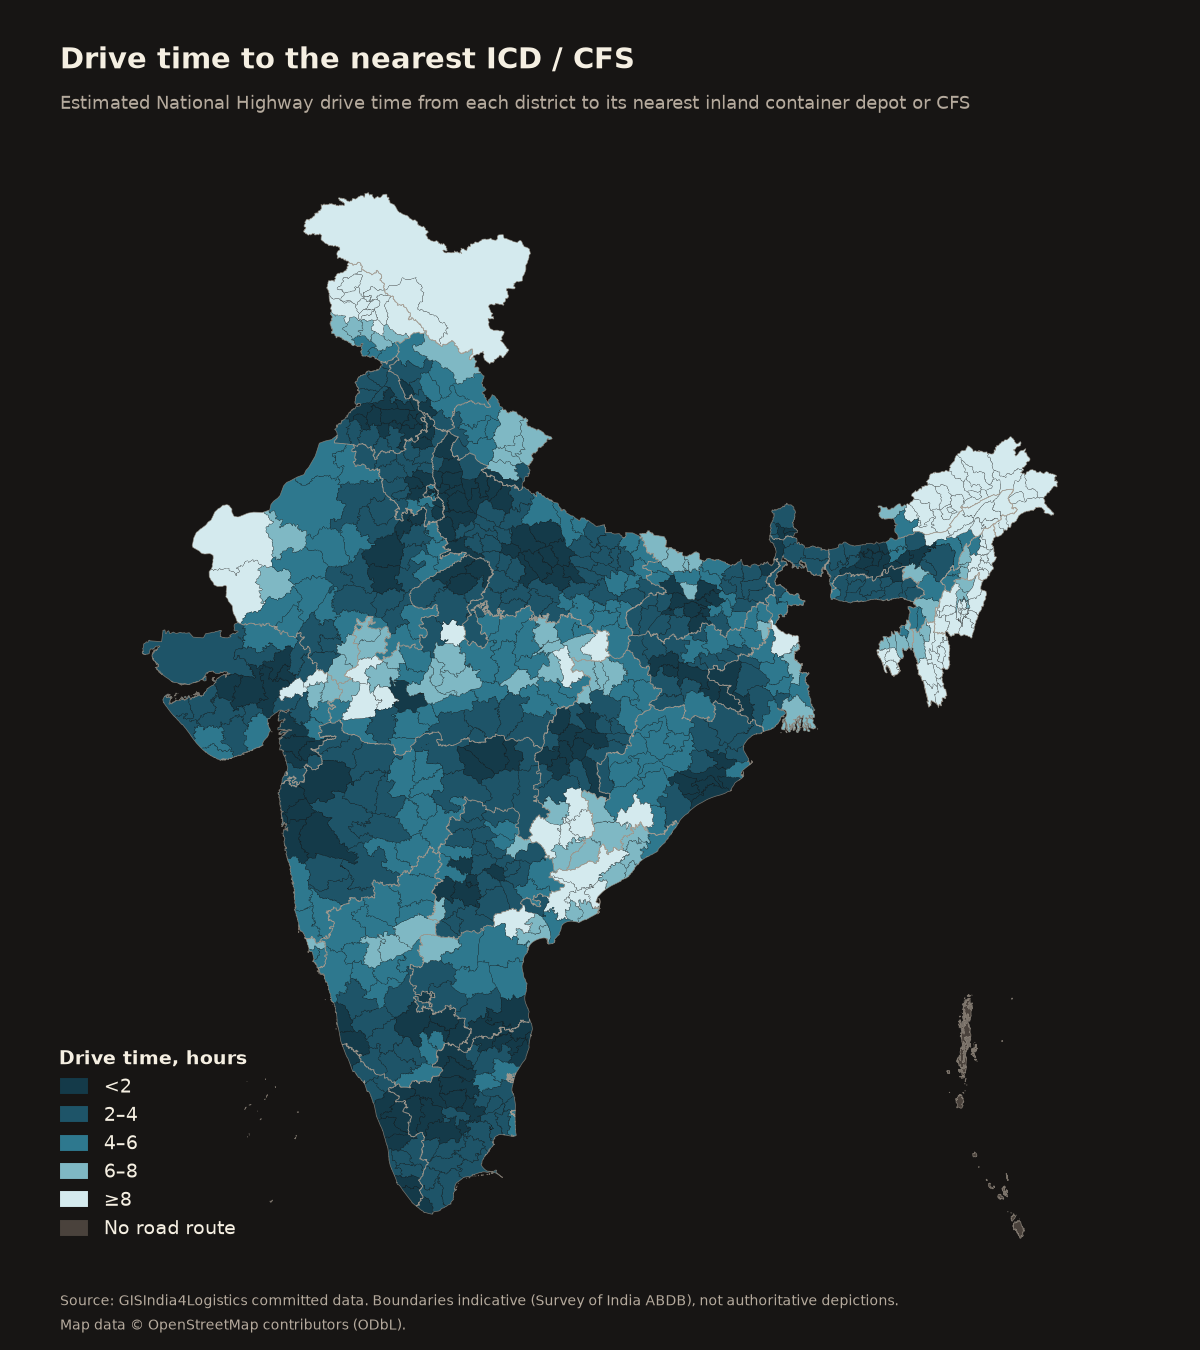 Drive time to the nearest ICD / CFS
Estimated National Highway drive time from each district to its nearest inland container depot or CFS
Drive time, hours
<2
2–4
4–6
6–8
≥8
No road route
Source: GISIndia4Logistics committed data. Boundaries indicative (Survey of India ABDB), not authoritative depictions.
Map data © OpenStreetMap contributors (ODbL).